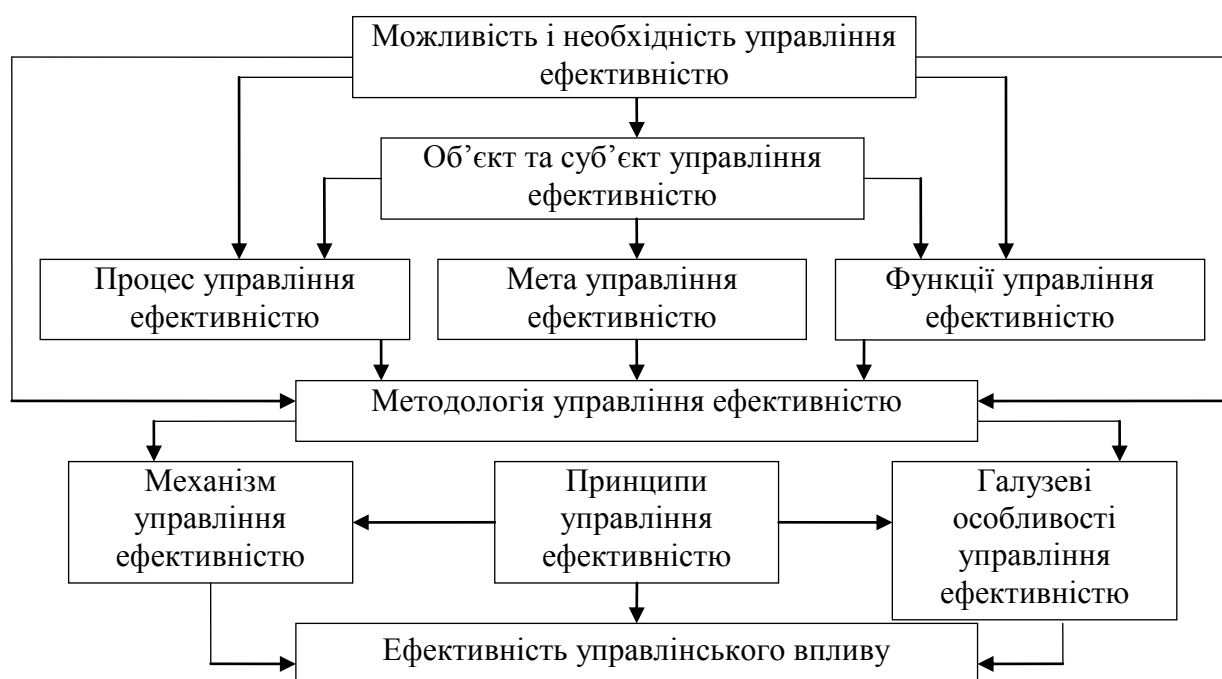 Можливість і необхідність управління
ефективністю
Об’єкт та суб’єкт управління
ефективністю
Процес управління
ефективністю
Мета управління
ефективністю
Функції управління
ефективністю
Методологія управління ефективністю
Механізм
управління
ефективністю
Принципи
управління
ефективністю
Галузеві
особливості
управління
ефективністю
Ефективність управлінського впливу